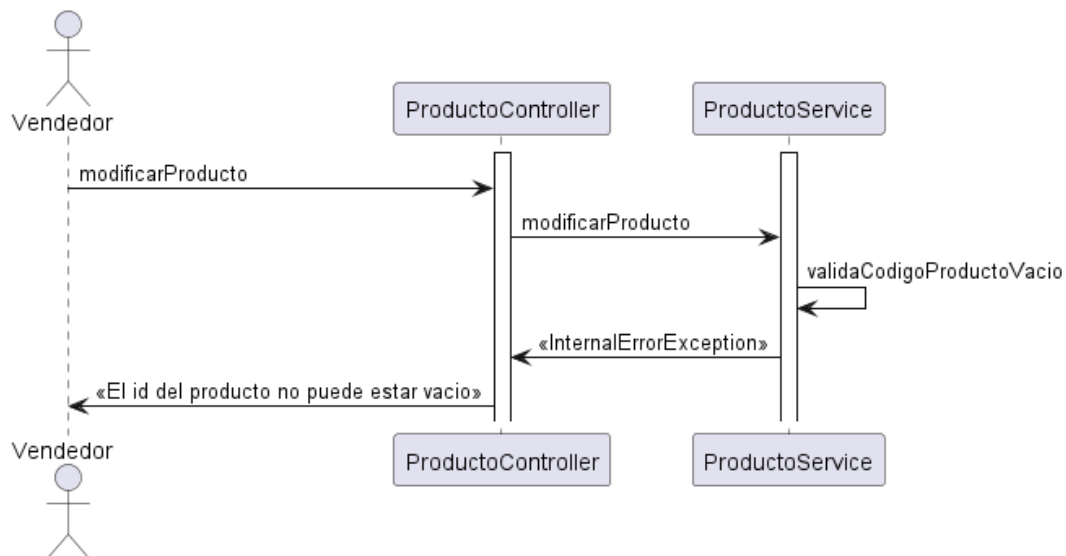 Vendedor
ProductoController
ProductoService
modificarProducto
modificarProducto
validaCodigoProductoVacio
«InternalErrorException»
«El id del producto no puede estar vacio»
Vendedor
ProductoController
ProductoService